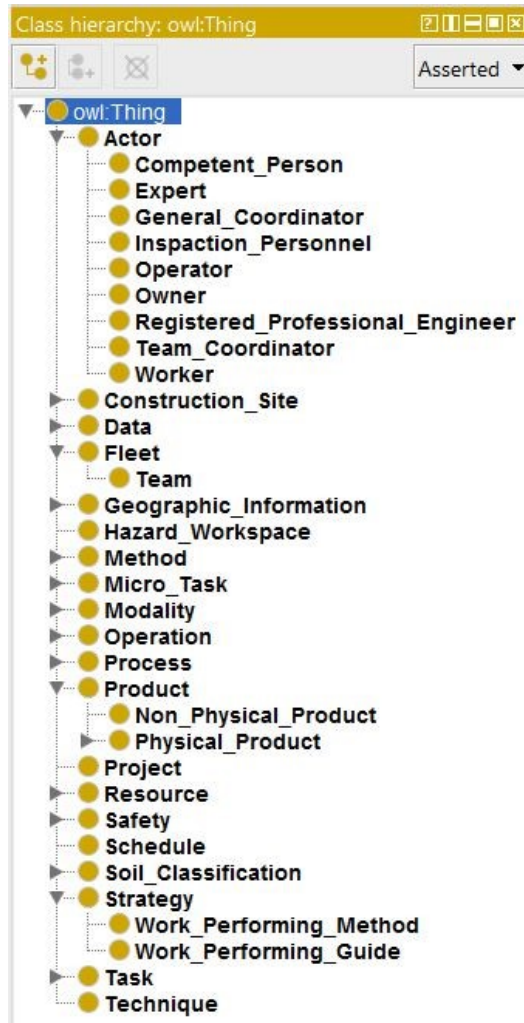 Class hierarchy: owl:Thing
Asserted
owl:Thing
Actor
Competent_Person
Expert
General_Coordinator
Inspaction_Personnel
Operator
Owner
Registered_Professional_Engineer
Team_Coordinator
Worker
Construction_Site
Data
Fleet
Team
Geographic_Information
Hazard_Workspace
Method
Micro_Task
Modality
Operation
Process
Product
Non_Physical_Product
Physical_Product
Project
Resource
Safety
Schedule
Soil_Classification
Strategy
Work_Performing_Method
Work_Performing_Guide
Task
Technique